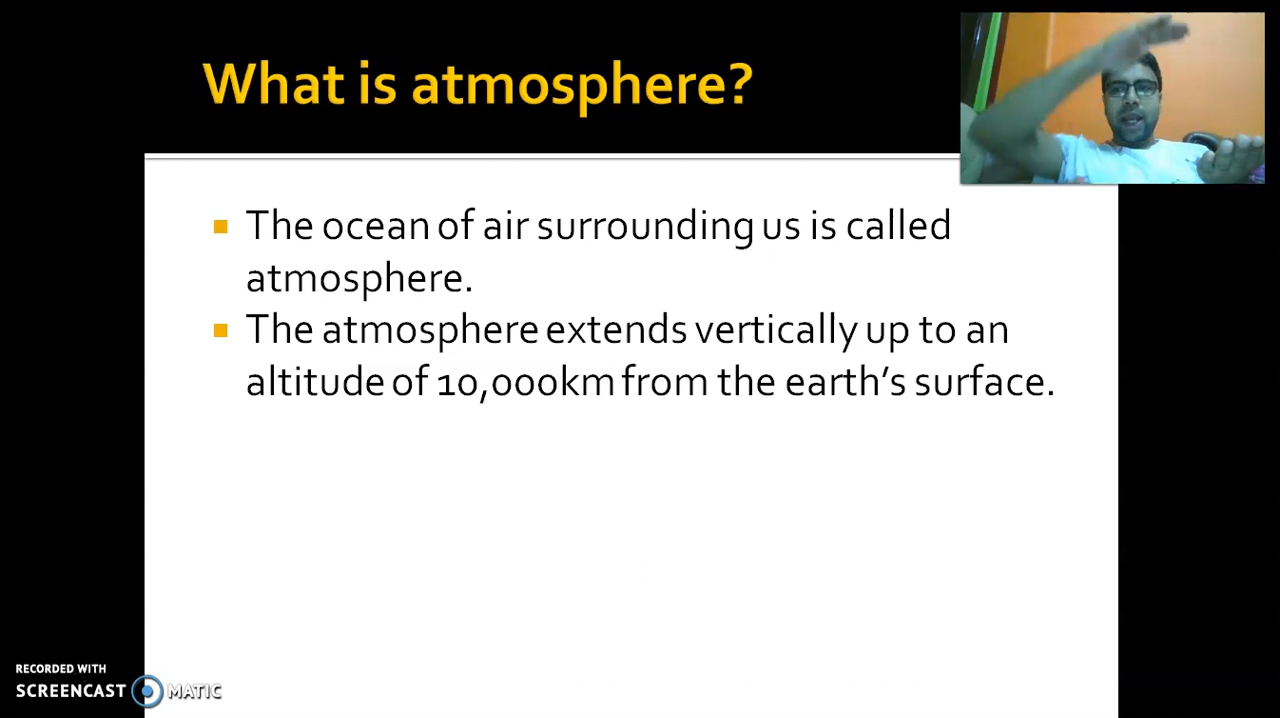 What is atmosphere?
The ocean of air surrounding us is called
atmosphere.
The atmosphere extends vertically up to an
altitude of 10,000km from the earth’s surface.
RECORDED WITH
SCREENCAST MATIC